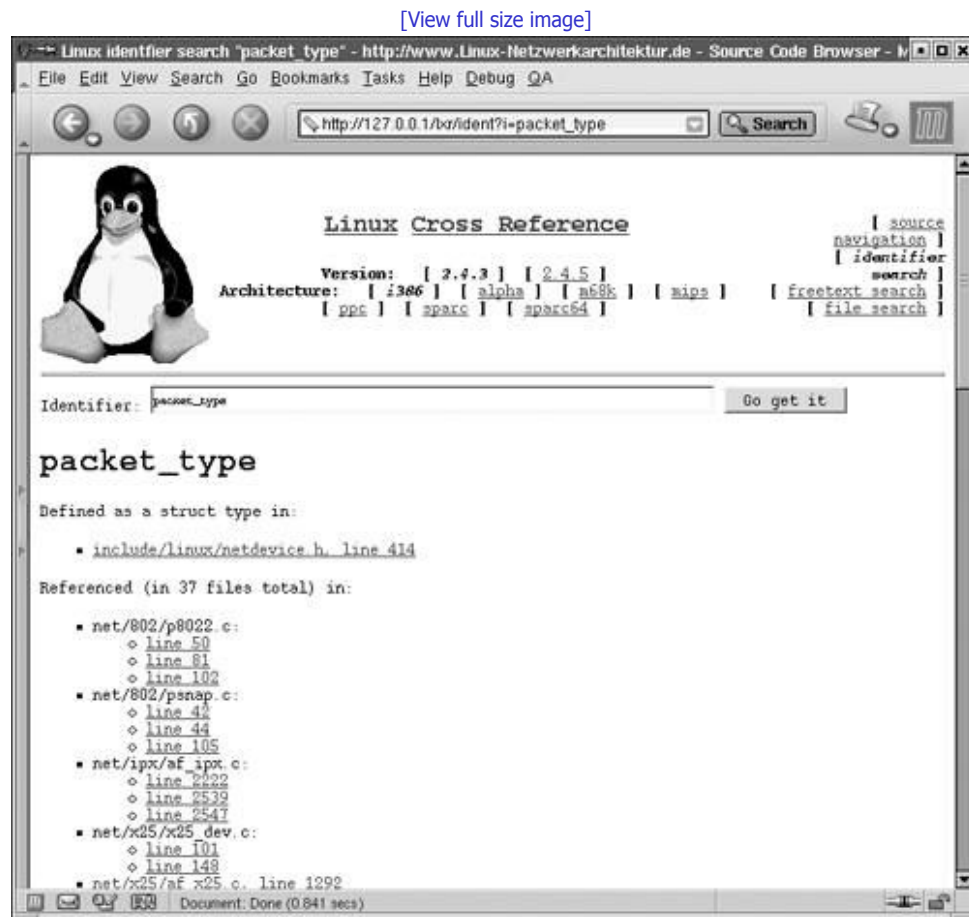 [View full size image]
Linux identfier search "packet_type" - http://www.Linux-Netzwerkarchitektur.de - Source Code Browser - M
File Edit View Search Go Bookmarks Tasks Help Debug QA
http://127.0.0.1/lxr/ident?i=packet_type Search
Linux Cross Reference
Version: [ 2.4.3 ] [ 2.4.5 ]
Architecture: [ i386 ] [ alpha ] [ m68k ] [ mips ]
[ ppc ] [ sparc ] [ sparc64 ]
[ source
navigation ]
[ identifier
search ]
[ freetext search ]
[ file search ]
Identifier: packet_type Go get it
packet_type
Defined as a struct type in:
include/linux/netdevice.h, line 414
Referenced (in 37 files total) in:
net/802/p8022.c:
line 50
line 81
line 102
net/802/psnap.c:
line 42
line 44
line 105
net/ipx/af_ipx.c:
line 2222
line 2539
line 2547
net/x25/x25_dev.c:
line 101
line 148
net/x25/af_x25.c, line 1292
Document: Done (0.841 secs)